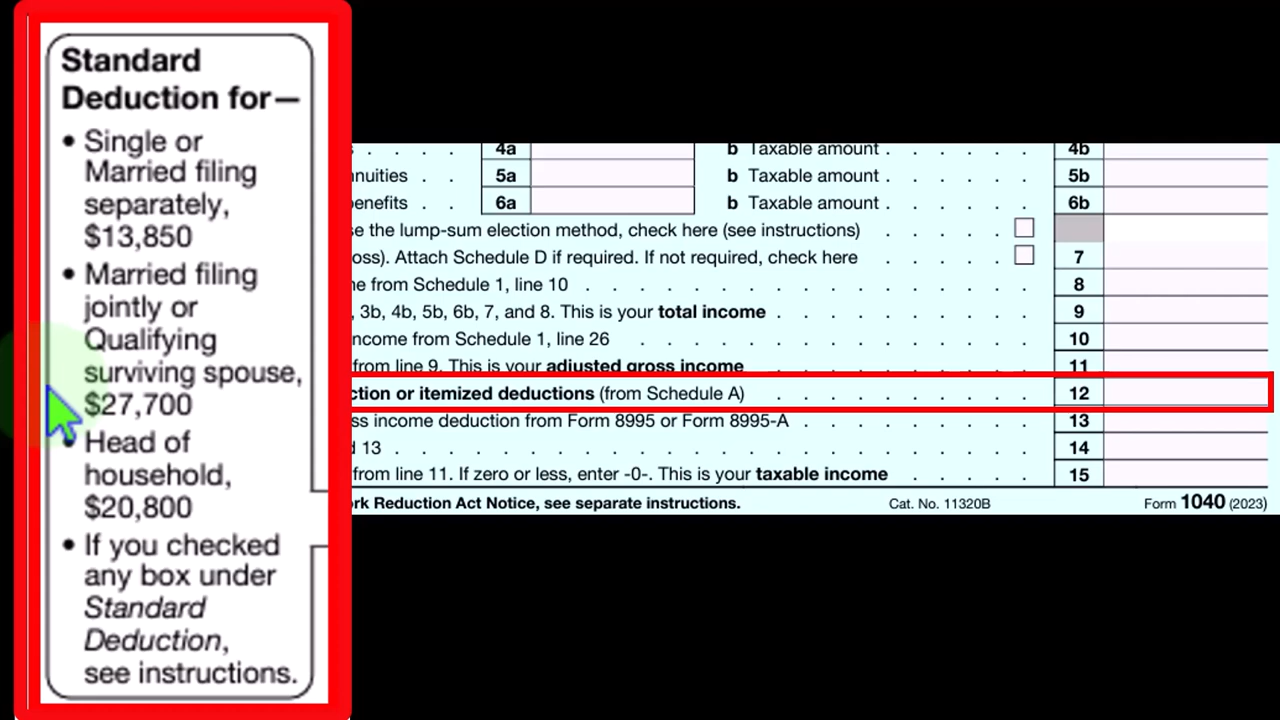 Standard
Deduction for—
• Single or
Married filing
separately,
$13,850
• Married filing
jointly or
Qualifying
surviving spouse,
$27,700
• Head of
household,
$20,800
• If you checked
any box under
Standard
Deduction,
see instructions.
4a b Taxable amount . . . . . . 4b
nuities . . 5a b Taxable amount . . . . . . 5b
enefits . . 6a b Taxable amount . . . . . . 6b
e the lump-sum election method, check here (see instructions) . . . . .
oss). Attach Schedule D if required. If not required, check here . . . . . 7
e from Schedule 1, line 10 . . . . . . . . . . . . . . 8
, 3b, 4b, 5b, 6b, 7, and 8. This is your total income . . . . . . . . 9
ncome from Schedule 1, line 26 . . . . . . . . . . . . 10
from line 9. This is your adjusted gross income . . . . . . . . 11
ction or itemized deductions (from Schedule A) . . . . . . . . 12
ss income deduction from Form 8995 or Form 8995-A . . . . . . . 13
d 13 . . . . . . . . . . . . . . . . . . . . 14
from line 11. If zero or less, enter -0-. This is your taxable income . . . . . 15
rk Reduction Act Notice, see separate instructions. Cat. No. 11320B Form 1040 (2023)